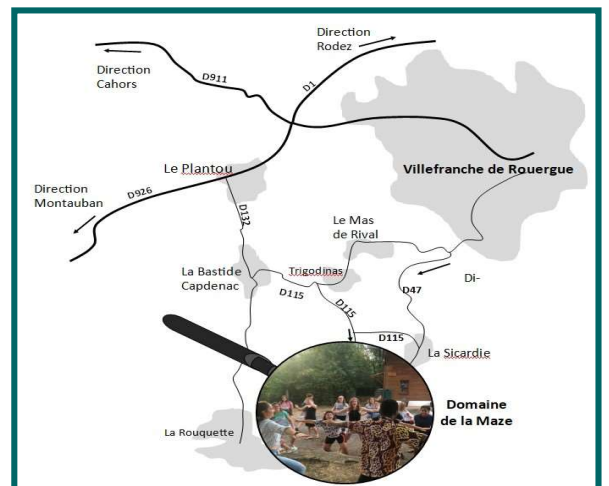 Direction
Rodez
Direction
Cahors
D911
D1
Le Plantou
Villefranche de Rouergue
Direction
Montauban
D926
D132
Le Mas
de Rival
La Bastide
Capdenac
Trigodinas
Di-
D115
D115
D47
D115
La Sicardie
Domaine
de la Maze
La Rouquette